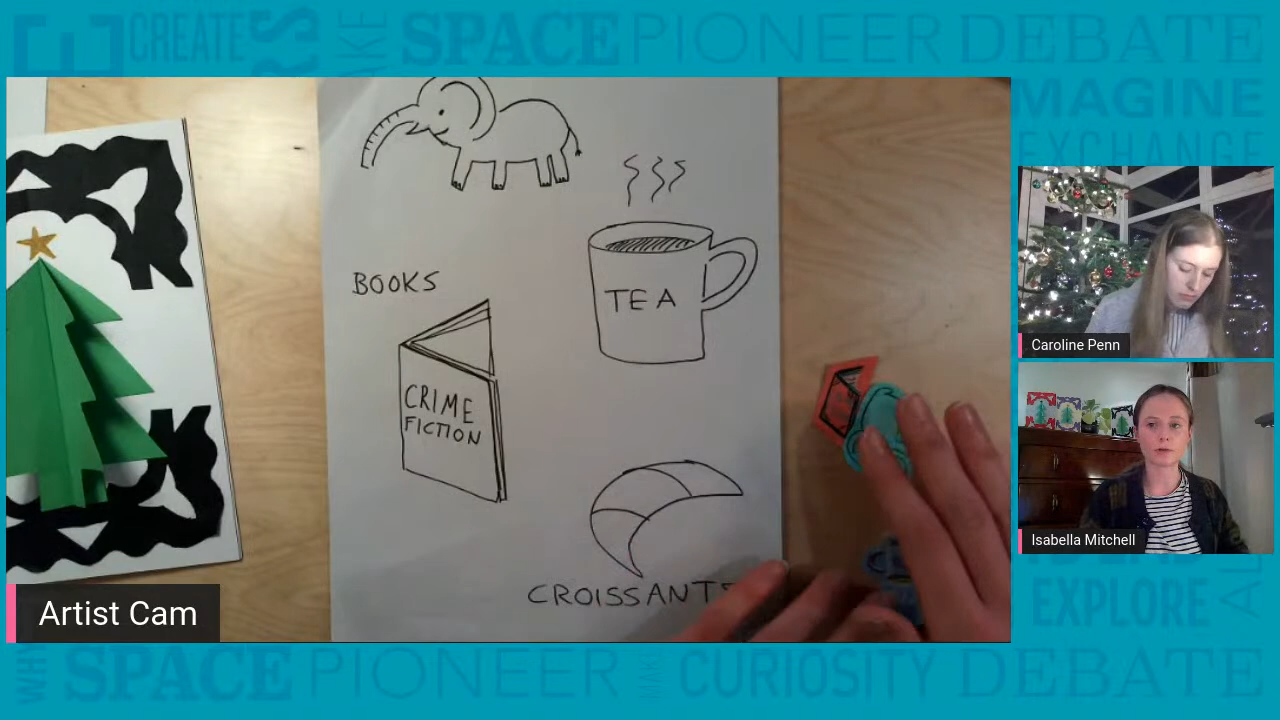 CREATE
SPACE PIONEER DEBATE
IMAGINE
EXCHANGE
BOOKS
CRIME
FICTION
TEA
CROISSANTS
Artist Cam
Caroline Penn
Isabella Mitchell
EXPLORE
SPACE PIONEER
CURIOSITY DEBATE